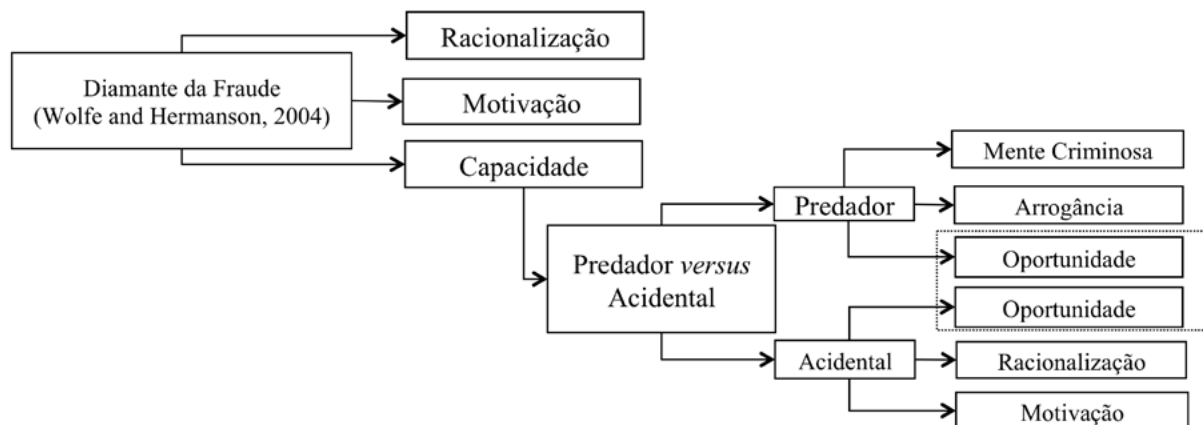 Racionalização
Diamante da Fraude
(Wolfe and Hermanson, 2004)
Motivação
Capacidade
Mente Criminosa
Predador
Arrogância
Predador versus
Acidental
Oportunidade
Oportunidade
Acidental
Racionalização
Motivação